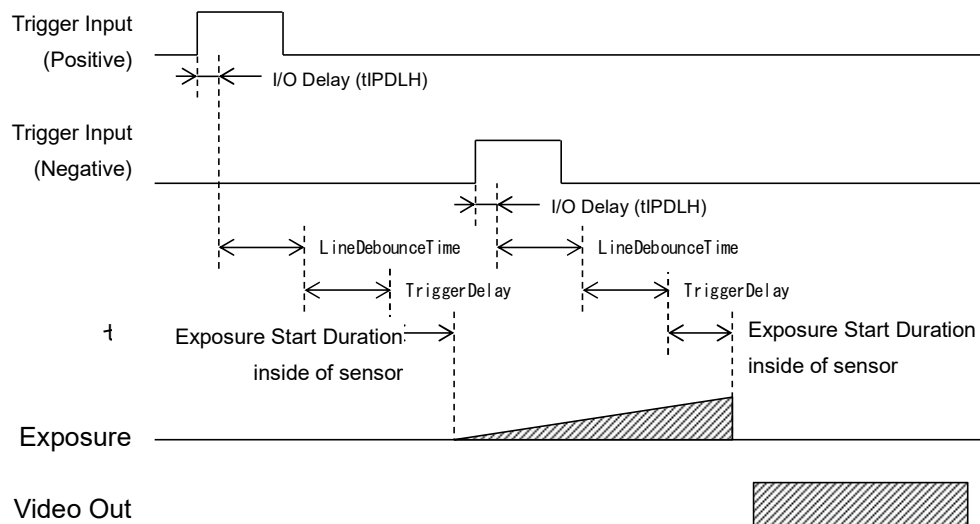 Trigger Input
(Positive)
I/O Delay (tIPDLH)
Trigger Input
(Negative)
I/O Delay (tIPDLH)
LineDebounceTime
LineDebounceTime
TriggerDelay
TriggerDelay
Exposure Start Duration
inside of sensor
Exposure Start Duration
inside of sensor
Exposure
Video Out